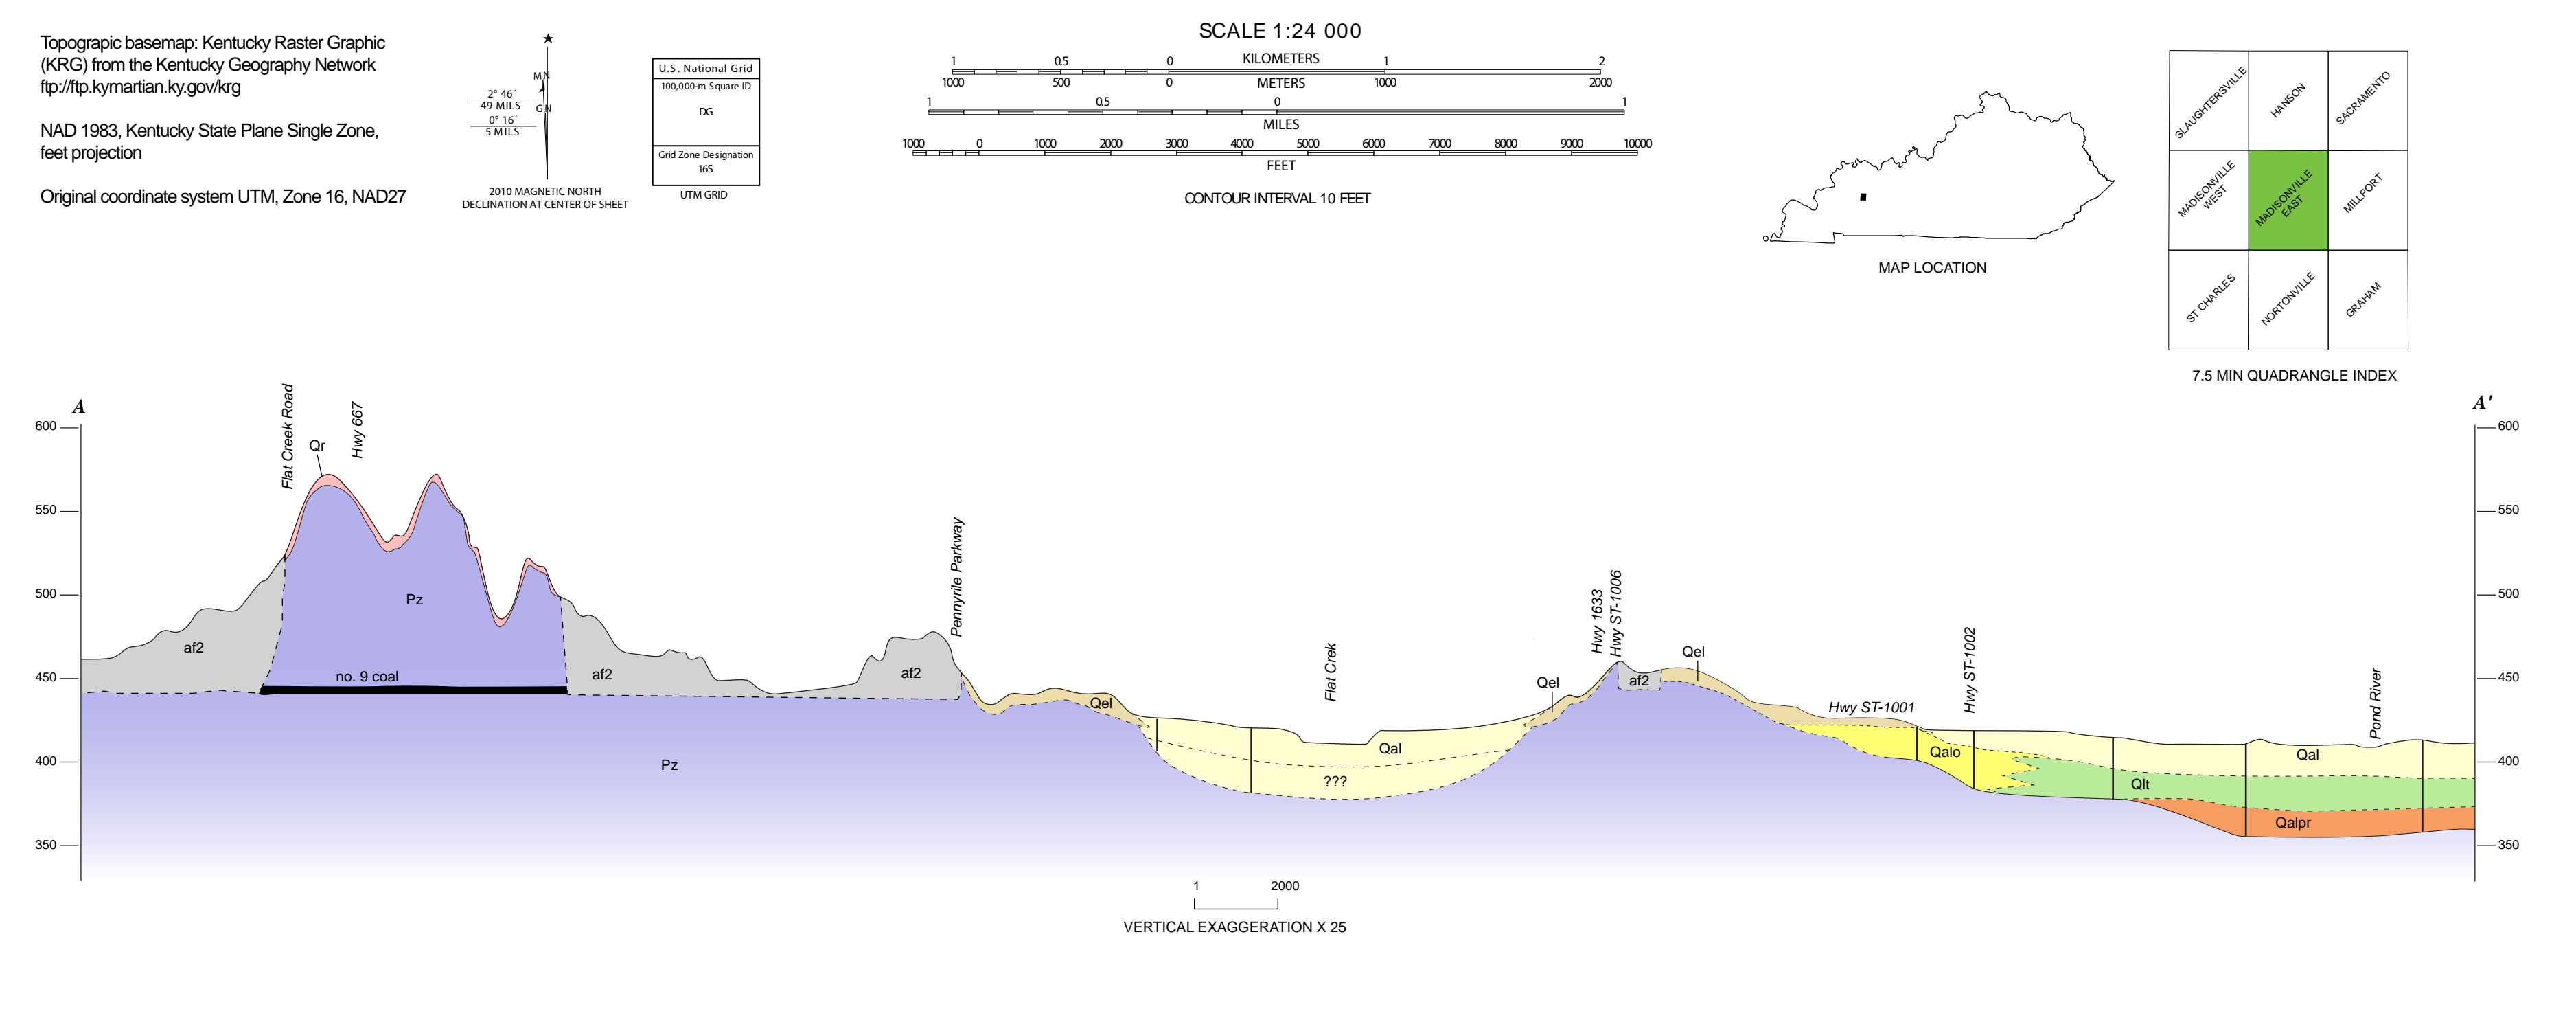 Topograpic basemap: Kentucky Raster Graphic
(KRG) from the Kentucky Geography Network
ftp://ftp.kymartian.ky.gov/krg
NAD 1983, Kentucky State Plane Single Zone,
feet projection
Original coordinate system UTM, Zone 16, NAD27
MN
GN
2° 46´
49 MILS
0° 16´
5 MILS
2010 MAGNETIC NORTH
DECLINATION AT CENTER OF SHEET
U.S. National Grid
100,000-m Square ID
DG
Grid Zone Designation
16S
UTM GRID
SCALE 1:24 000
KILOMETERS
1 0.5 0 1 2
1000 500 0 METERS 1000 2000
1 0.5 0 1
MILES
1000 0 1000 2000 3000 4000 5000 6000 7000 8000 9000 10000
FEET
CONTOUR INTERVAL 10 FEET
MAP LOCATION
SLAUGHTERSVILLE
HANSON
SACRAMENTO
MADISONVILLE
WEST
MADISONVILLE
EAST
MILLPORT
ST CHARLES
NORTONVILLE
GRAHAM
7.5 MIN QUADRANGLE INDEX
A
A'
600
550
500
450
400
350
600
550
500
450
400
350
Flat Creek Road
Qr
Hwy 667
Pz
af2
no. 9 coal
af2
af2
Pennyrile Parkway
Pz
Qel
Flat Crek
Qal
???
Qel
Hwy 1633
Hwy ST-1006
af2
Qel
Hwy ST-1001
Hwy ST-1002
Qalo
Qlt
Pond River
Qal
Qalpr
1 2000
VERTICAL EXAGGERATION X 25